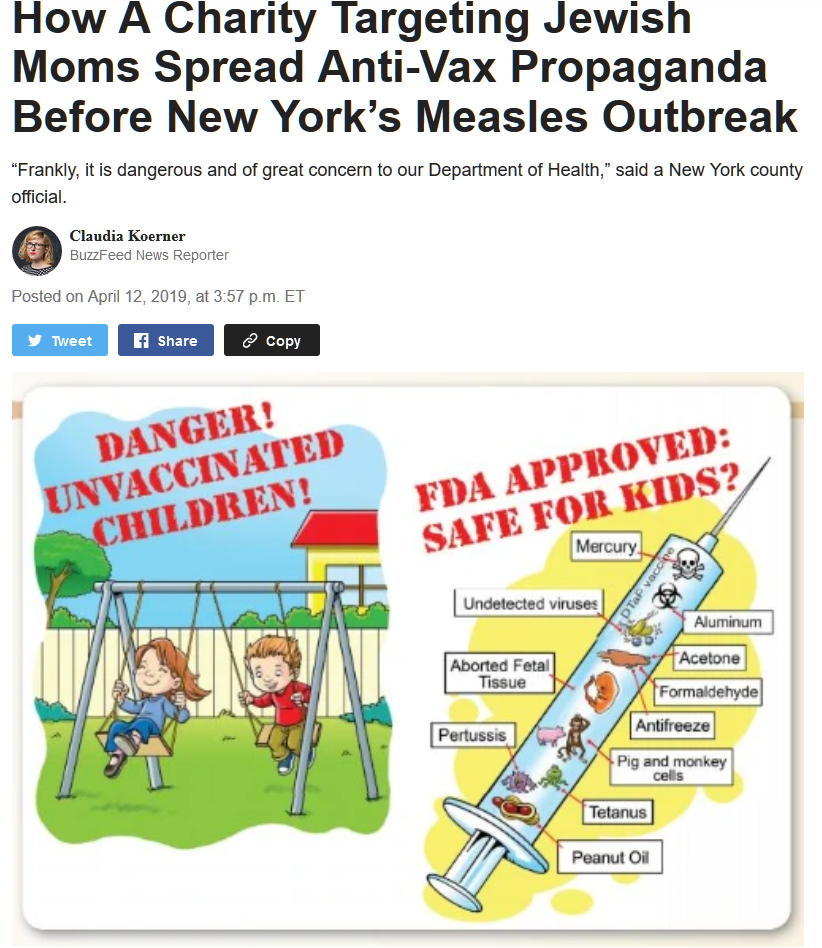 How A Charity Targeting Jewish
Moms Spread Anti-Vax Propaganda
Before New York’s Measles Outbreak
“Frankly, it is dangerous and of great concern to our Department of Health,” said a New York county
official.
Claudia Koerner
BuzzFeed News Reporter
Posted on April 12, 2019, at 3:57 p.m. ET
Tweet
Share
Copy
DANGER!
UNVACCINATED
CHILDREN!
FDA APPROVED:
SAFE FOR KIDS?
Mercury
DTaP vaccine
Undetected viruses
Aluminum
Acetone
Aborted Fetal
Tissue
Formaldehyde
Antifreeze
Pertussis
Pig and monkey
cells
Tetanus
Peanut Oil